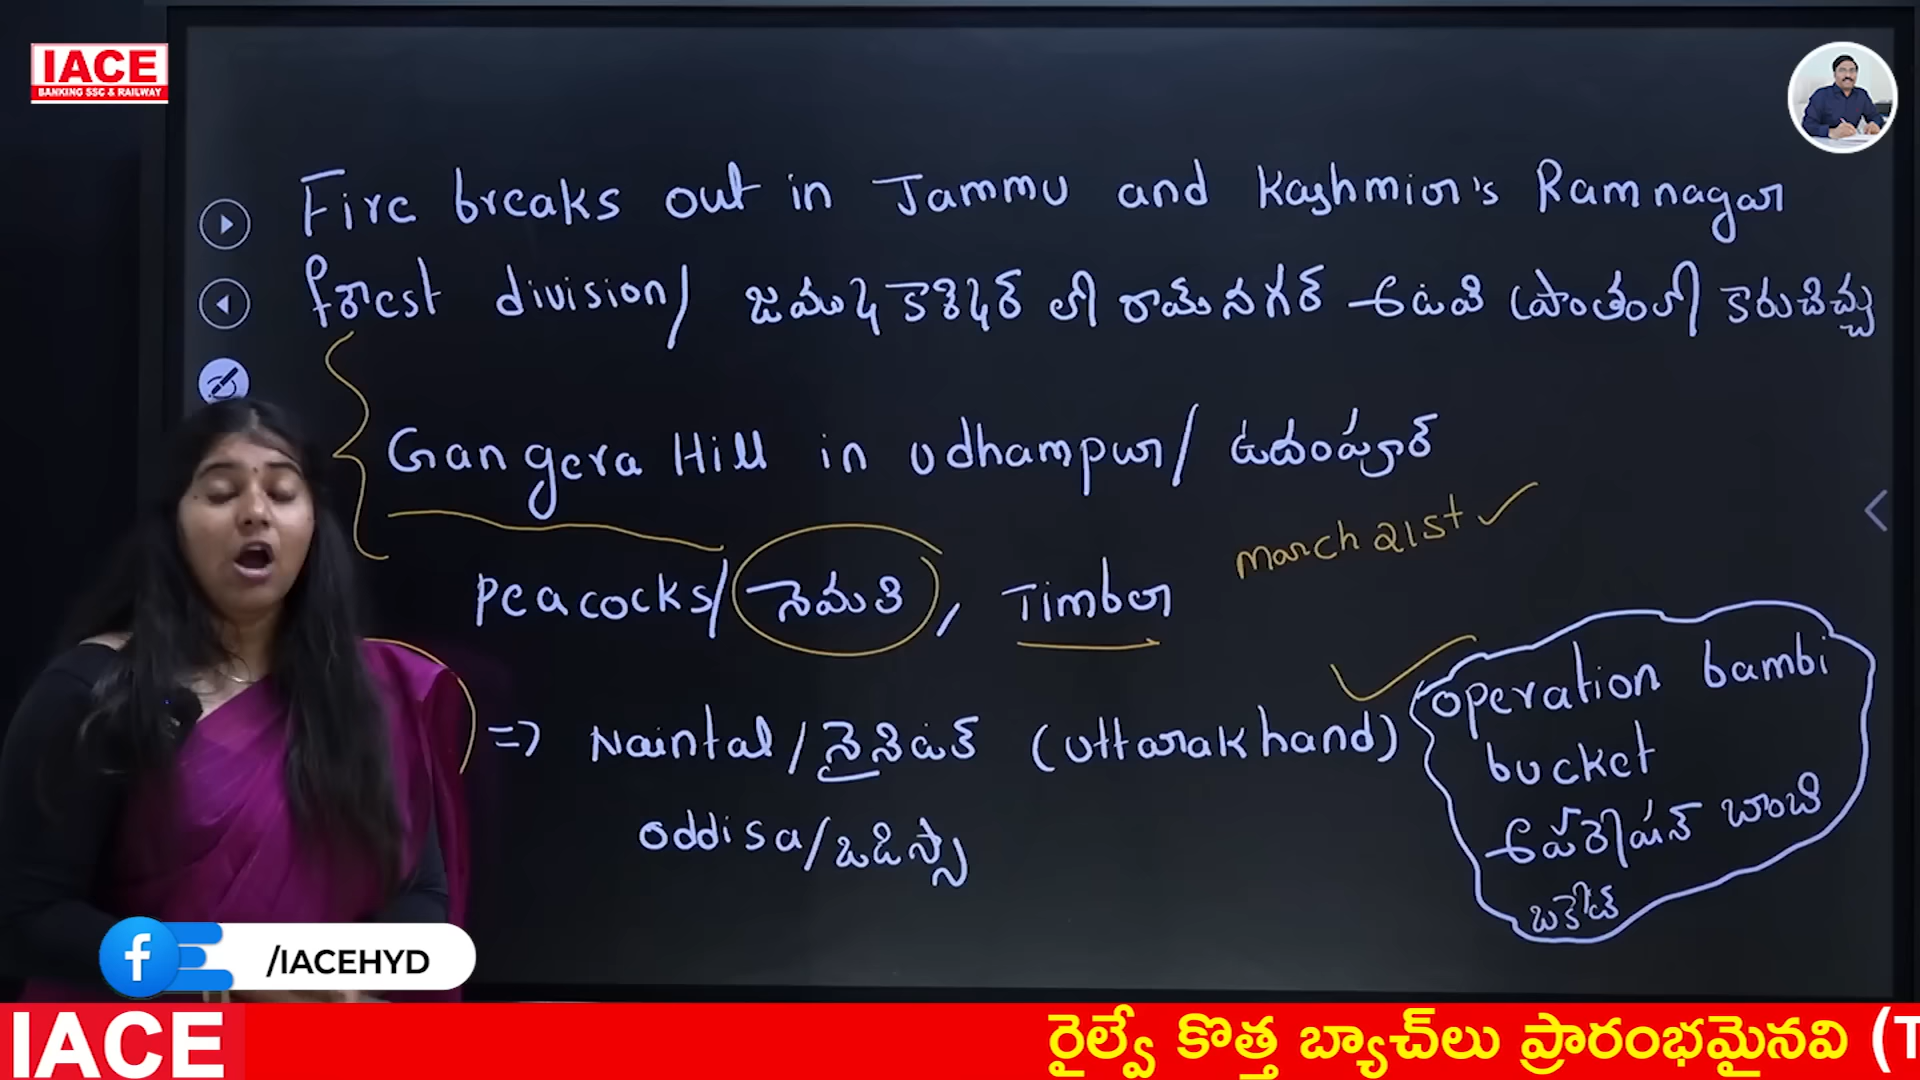 IACE
BANKING SSC & RAILWAY
Fire breaks out in Jammu and Kashmir's Ramnagar
forest division/ జమ్ము & కాశ్మీర్ లో రామ్ నగర్ అడవి ప్రాంతంలో కారుచిచ్చు
Gangera Hill in Udhampur/ ఉదంపూర్
March 21st
Peacocks/ నెమలి, Timber
=> Naintal/ నైనిటాల్ (Uttarakhand)
operation bambi
bucket
ఆపరేషన్ బాంబి
బకెట్
oddisa/ఒడిస్సా
/IACEHYD
IACE
రైల్వే కొత్త బ్యాచ్‌లు ప్రారంభమైనవి (T